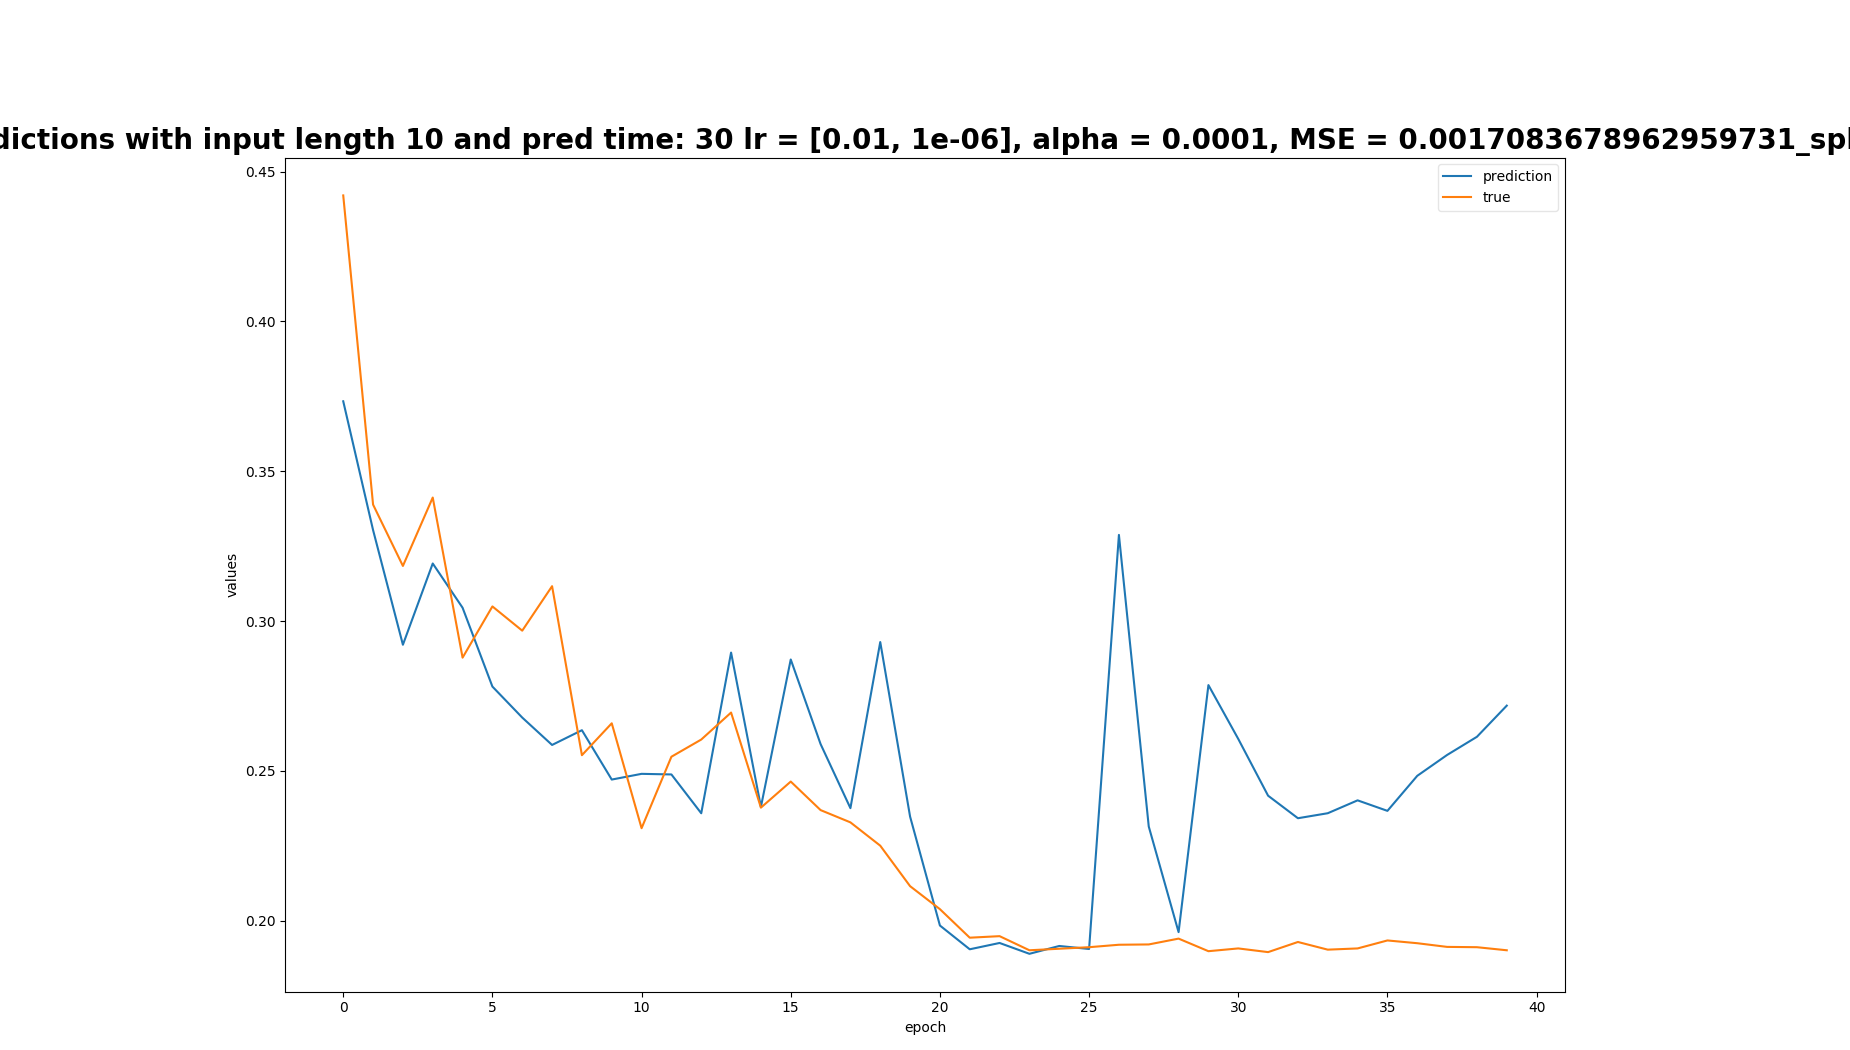 dictions with input length 10 and pred time: 30 lr = [0.01, 1e-06], alpha = 0.0001, MSE = 0.0017083678962959731_spl
prediction
true
values
0.45
0.40
0.35
0.30
0.25
0.20
0 5 10 15 20 25 30 35 40
epoch